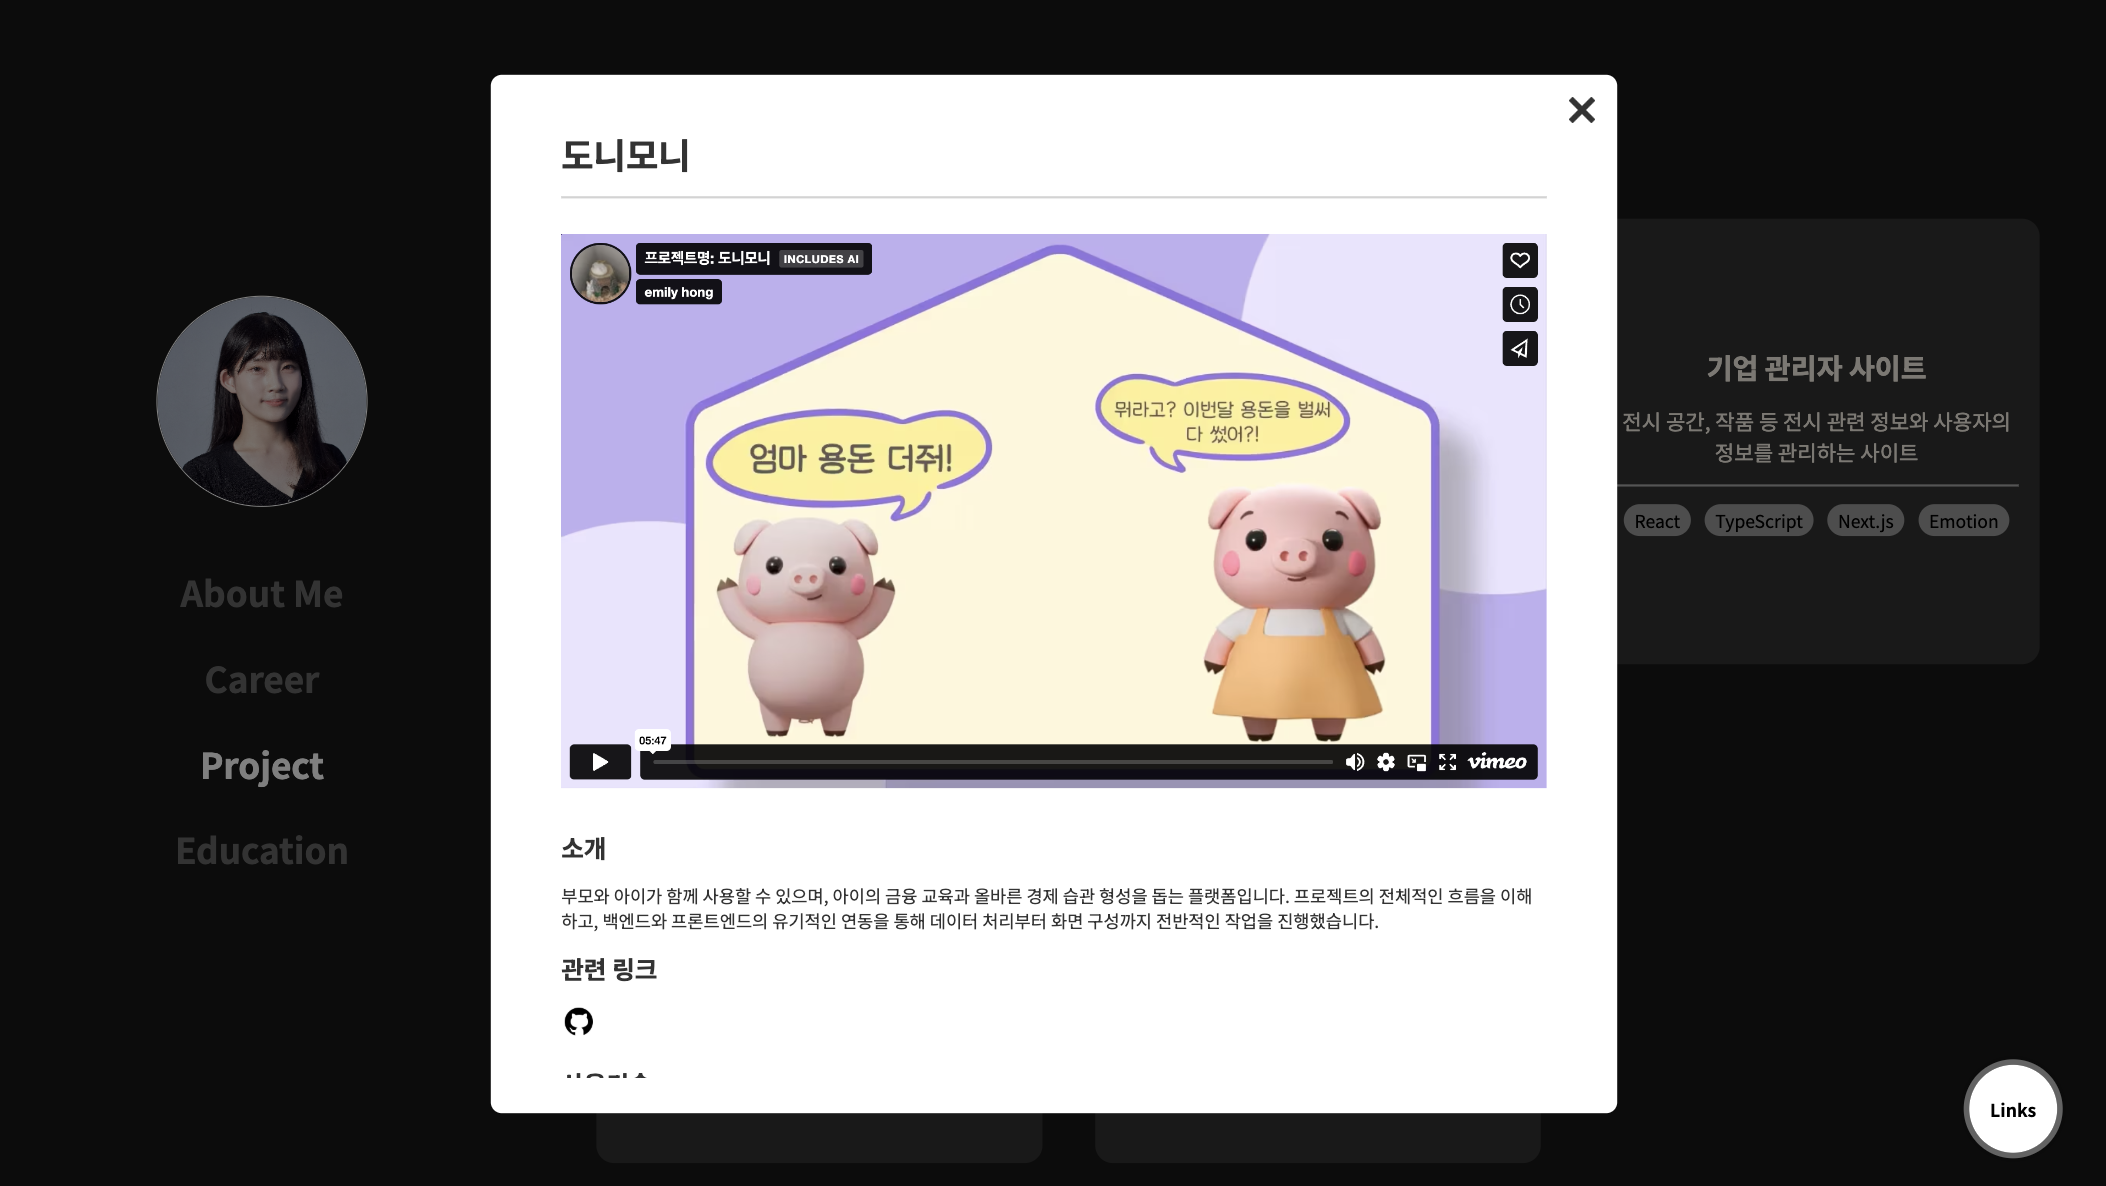 도니모니
프로젝트명: 도니모니 INCLUDES AI
emily hong
엄마 용돈 더줘!
뭐라고? 이번달 용돈을 벌써
다 썼어?!
05:47
vimeo
소개
부모와 아이가 함께 사용할 수 있으며, 아이의 금융 교육과 올바른 경제 습관 형성을 돕는 플랫폼입니다. 프로젝트의 전체적인 흐름을 이해
하고, 백엔드와 프론트엔드의 유기적인 연동을 통해 데이터 처리부터 화면 구성까지 전반적인 작업을 진행했습니다.
관련 링크
About Me
Career
Project
Education
기업 관리자 사이트
전시 공간, 작품 등 전시 관련 정보와 사용자의
정보를 관리하는 사이트
React TypeScript Next.js Emotion
Links